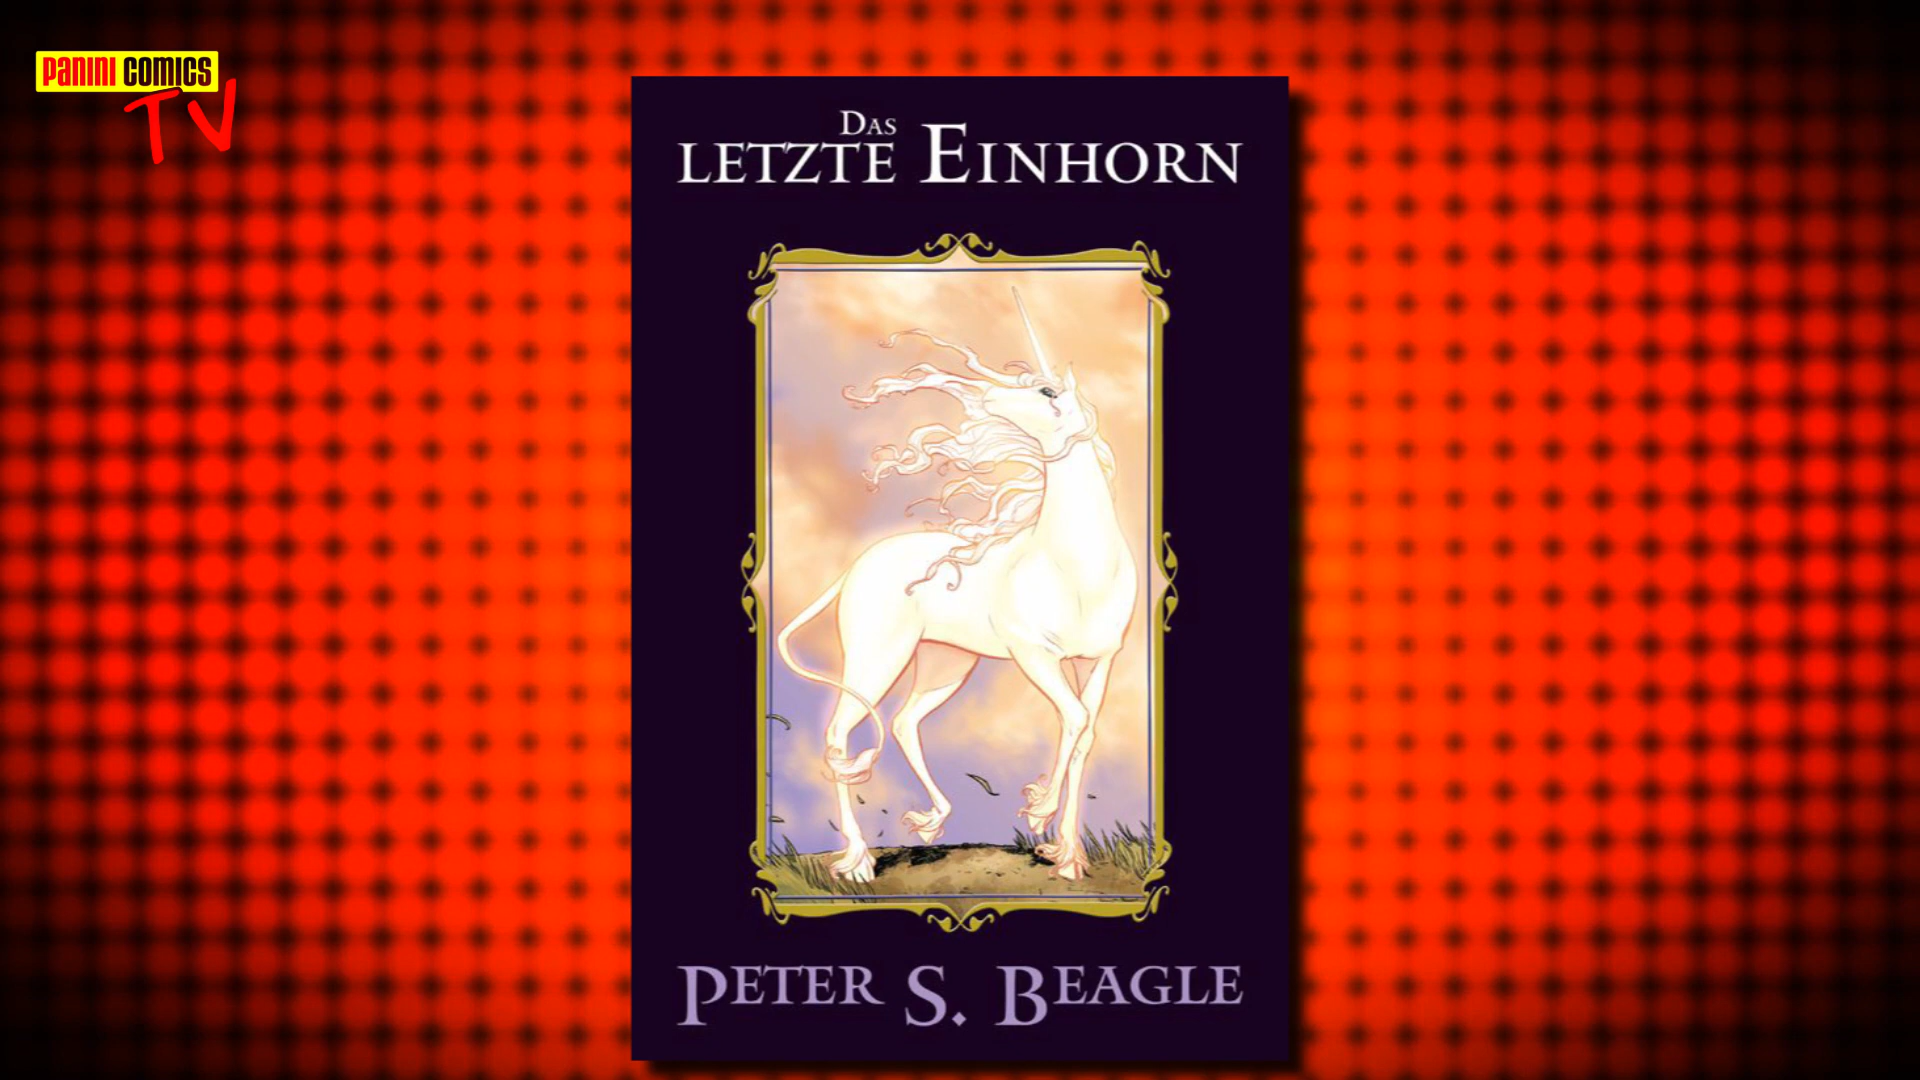 PANINI COMICS
TV
DAS
LETZTE EINHORN
PETER S. BEAGLE